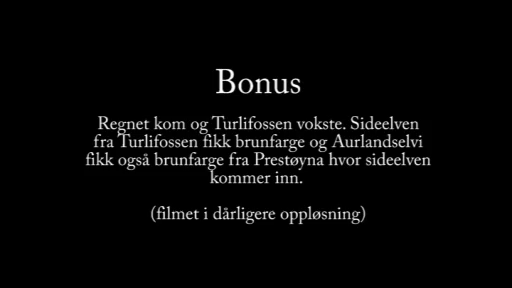 Bonus
Regnet kom og Turlifossen vokste. Sideelven
fra Turlifossen fikk brunfarge og Aurlandselvi
fikk også brunfarge fra Prestøyna hvor sideelven
kommer inn.
(filmet i dårligere oppløsning)